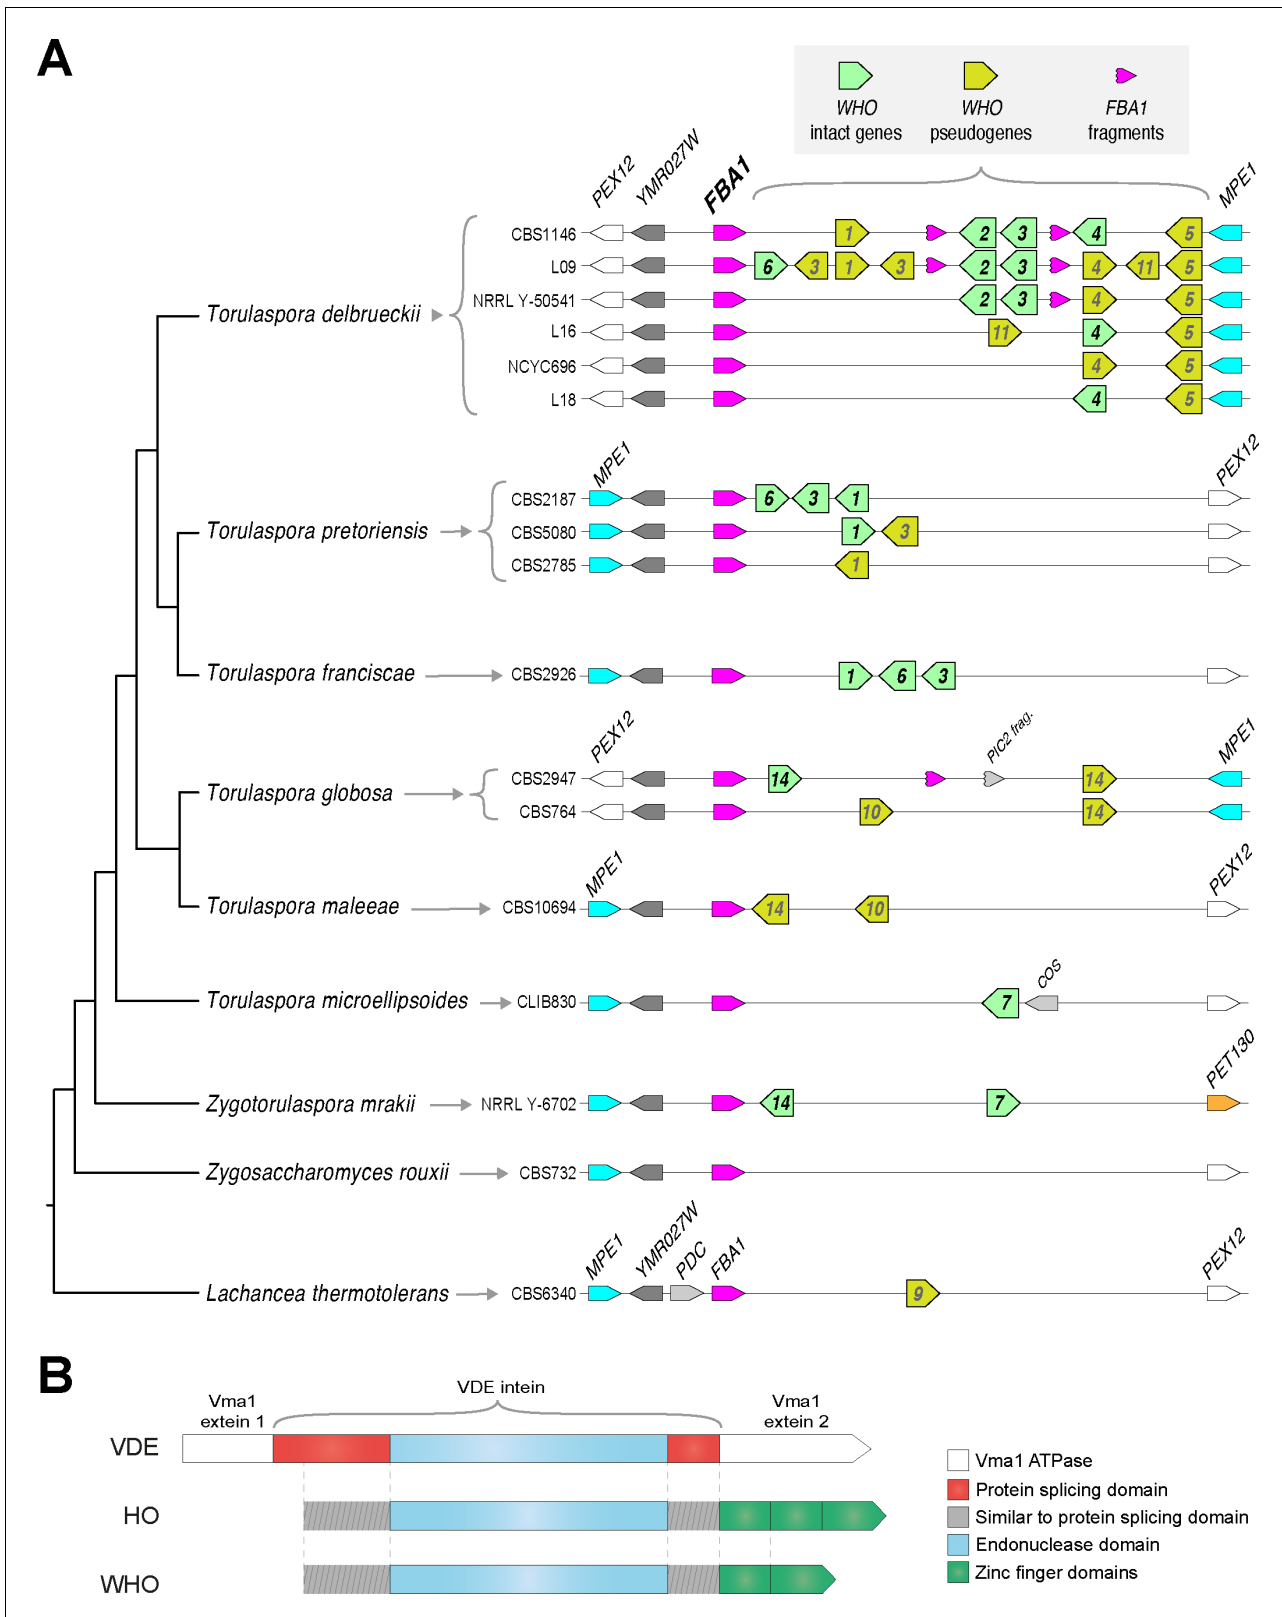 A
WHO
intact genes
WHO
pseudogenes
FBA1
fragments
PEX12
YMR027W
FBA1
MPE1
Torulaspora delbrueckii
CBS1146
1
2
3
4
5
L09
6
3
1
3
2
3
4
11
5
NRRL Y-50541
2
3
4
5
L16
11
4
5
NCYC696
4
5
L18
4
5
MPE1
PEX12
Torulaspora pretoriensis
CBS2187
6
3
1
CBS5080
1
3
CBS2785
1
Torulaspora franciscae
CBS2926
1
6
3
PEX12
PIC2 frag.
MPE1
Torulaspora globosa
CBS2947
14
14
CBS764
10
14
MPE1
PEX12
Torulaspora maleeae
CBS10694
14
10
Torulaspora microellipsoides
CLIB830
7
COS
PET130
Zygotorulaspora mrakii
NRRL Y-6702
14
7
Zygosaccharomyces rouxii
CBS732
MPE1
YMR027W
PDC
FBA1
PEX12
Lachancea thermotolerans
CBS6340
9
B
Vma1
extein 1
VDE intein
Vma1
extein 2
VDE
HO
WHO
Vma1 ATPase
Protein splicing domain
Similar to protein splicing domain
Endonuclease domain
Zinc finger domains